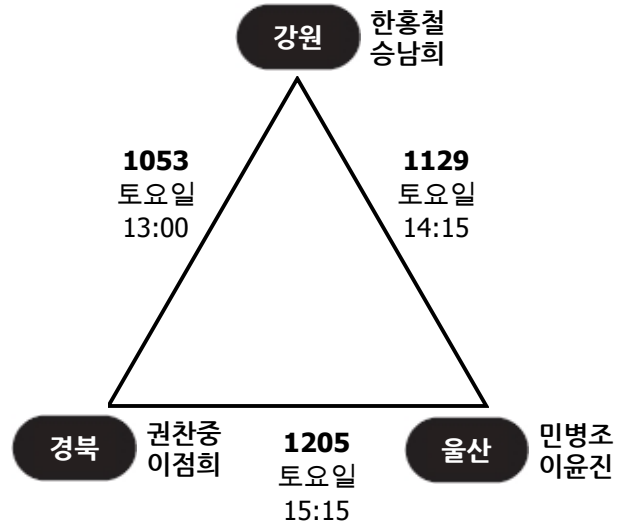 강원
한홍철
승남희
1053
토요일
13:00
1129
토요일
14:15
경북
권찬중
이점희
1205
토요일
15:15
울산
민병조
이윤진